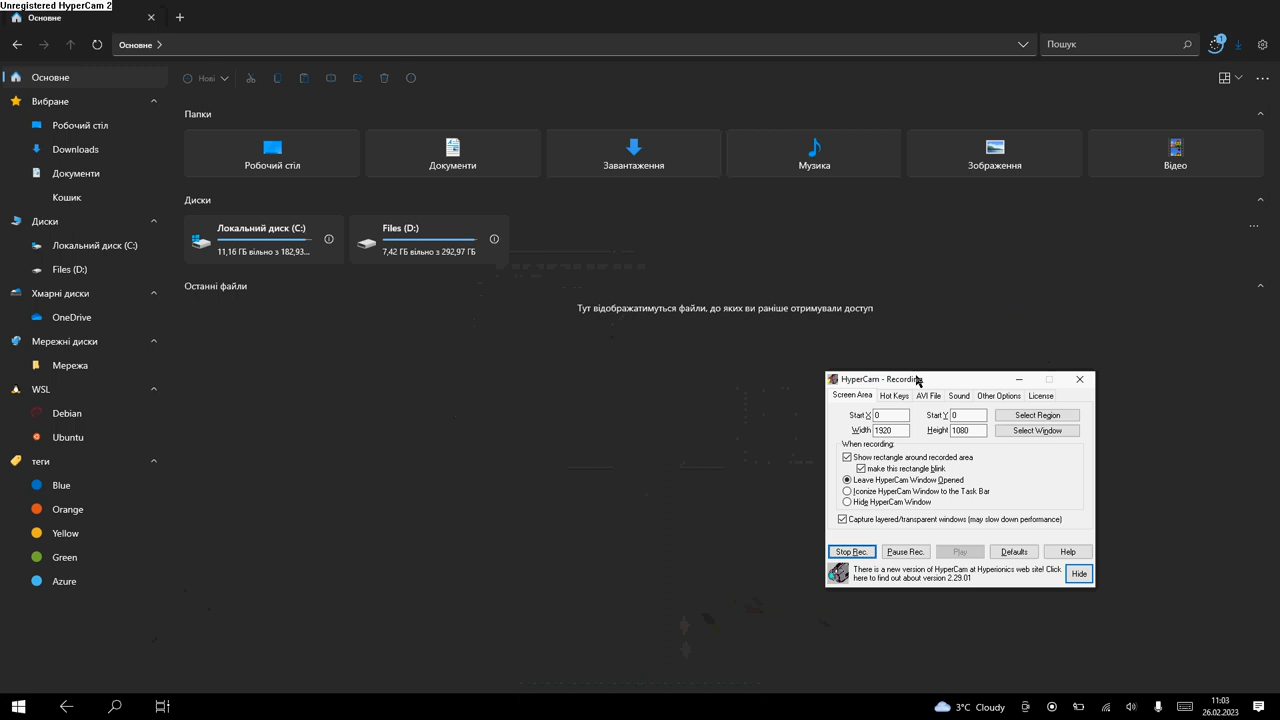 Unregistered HyperCam 2
Основне
Основне
Пошук
1
Основне
Вибране
Робочий стіл
Downloads
Документи
Кошик
Диски
Локальний диск (C:)
Files (D:)
Хмарні диски
OneDrive
Мережні диски
Мережа
WSL
Debian
Ubuntu
теги
Blue
Orange
Yellow
Green
Azure
Нові
Папки
Робочий стіл
Документи
Завантаження
Музика
Зображення
Відео
Диски
Локальний диск (C:)
11,16 ГБ вільно з 182,93...
Files (D:)
7,42 ГБ вільно з 292,97 ГБ
Останні файли
Тут відображатимуться файли, до яких ви раніше отримували доступ
HyperCam - Recording
Screen Area Hot Keys AVI File Sound Other Options License
Start X 0 Start Y 0 Select Region
Width 1920 Height 1080 Select Window
When recording:
Show rectangle around recorded area
make this rectangle blink
Leave HyperCam Window Opened
Iconize HyperCam Window to the Task Bar
Hide HyperCam Window
Capture layered/transparent windows (may slow down performance)
Stop Rec. Pause Rec. Play Defaults Help
There is a new version of HyperCam at Hyperionics web site! Click
here to find out about version 2.29.01
Hide
3°C Cloudy
11:03
26.02.2023